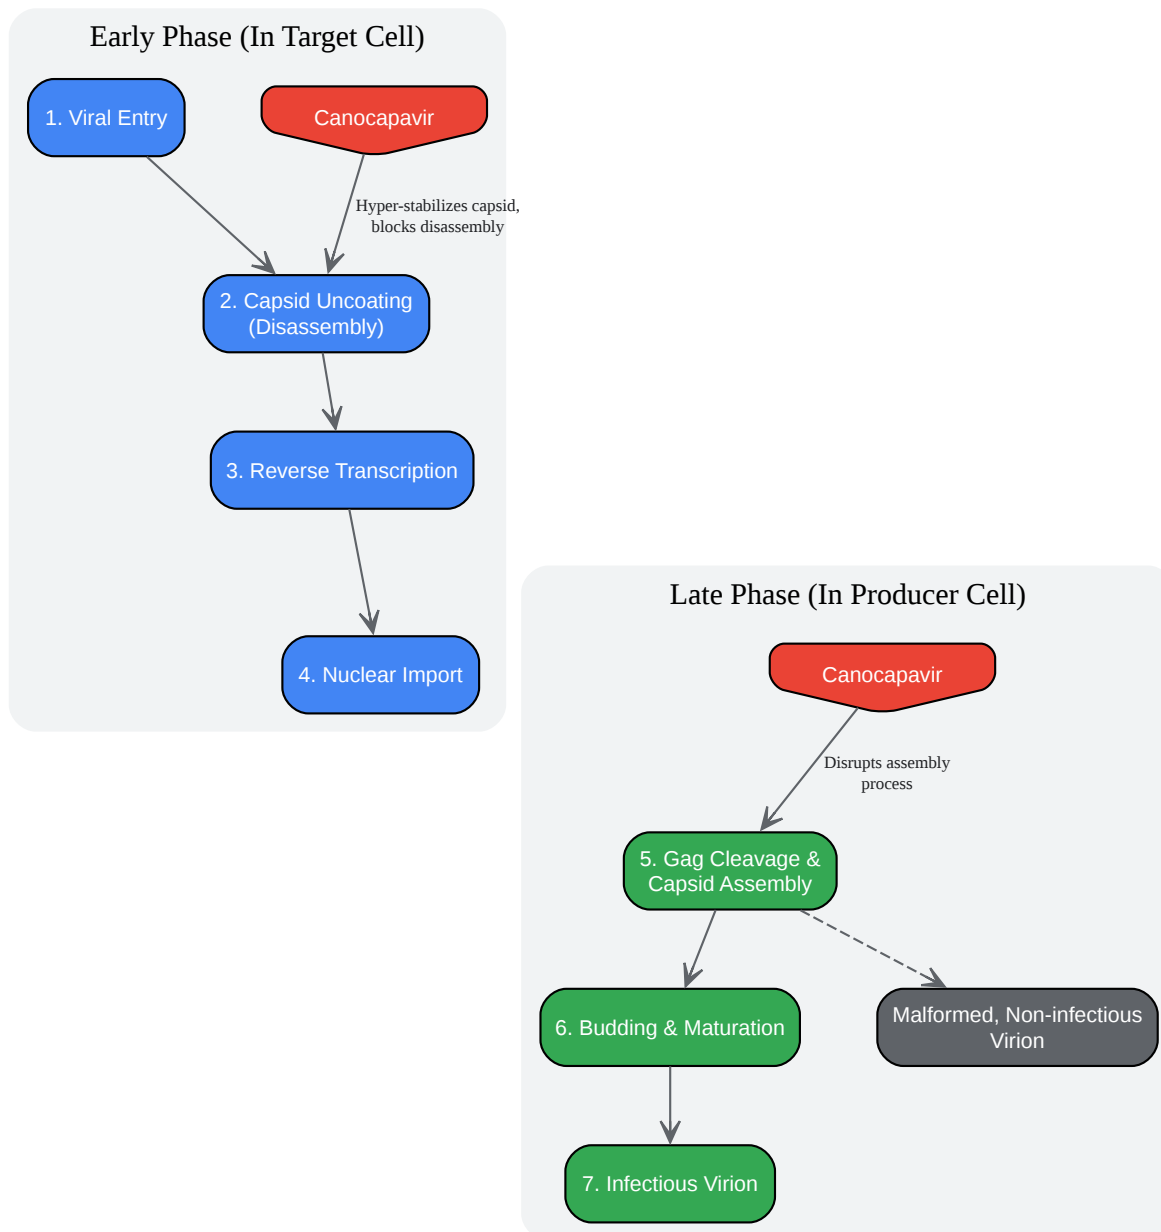 Early Phase (In Target Cell)
1. Viral Entry
Canocapavir
Hyper-stabilizes capsid,
blocks disassembly
2. Capsid Uncoating
(Disassembly)
3. Reverse Transcription
4. Nuclear Import
Late Phase (In Producer Cell)
Canocapavir
Disrupts assembly
process
5. Gag Cleavage &
Capsid Assembly
6. Budding & Maturation
Malformed, Non-infectious
Virion
7. Infectious Virion